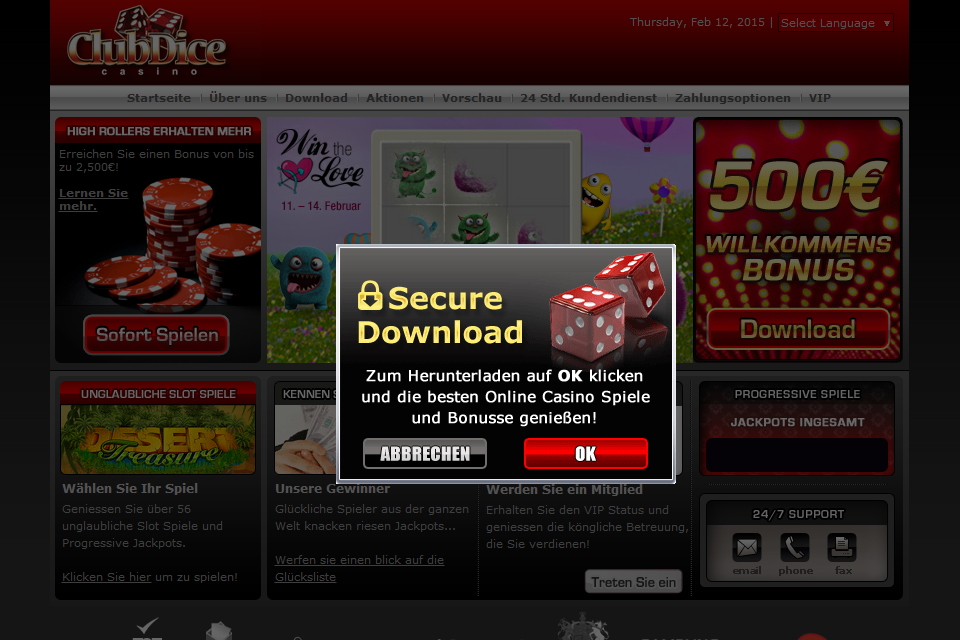 ClubDice
casino
Thursday, Feb 12, 2015 | Select Language ▼
Startseite | Über uns | Download | Aktionen | Vorschau | 24 Std. Kundendienst | Zahlungsoptionen | VIP
HIGH ROLLERS ERHALTEN MEHR
Erreichen Sie einen Bonus von bis
zu 2,500€!
Lernen Sie
mehr.
Sofort Spielen
Win the
Love
11. – 14. Februar
500€
WILLKOMMENS
BONUS
Download
Secure
Download
Zum Herunterladen auf OK klicken
und die besten Online Casino Spiele
und Bonusse genießen!
ABBRECHEN
OK
UNGLAUBLICHE SLOT SPIELE
DESERT
Treasure
Wählen Sie Ihr Spiel
Geniessen Sie über 56
unglaubliche Slot Spiele und
Progressive Jackpots.
Klicken Sie hier um zu spielen!
KENNEN
Unsere Gewinner
Glückliche Spieler aus der ganzen
Welt knacken riesen Jackpots...
Werfen sie einen blick auf die
Glücksliste
Werden Sie ein Mitglied
Erhalten Sie den VIP Status und
geniessen die köngliche Betreuung,
die Sie verdienen!
Treten Sie ein
PROGRESSIVE SPIELE
JACKPOTS INGESAMT
24/7 SUPPORT
email phone fax